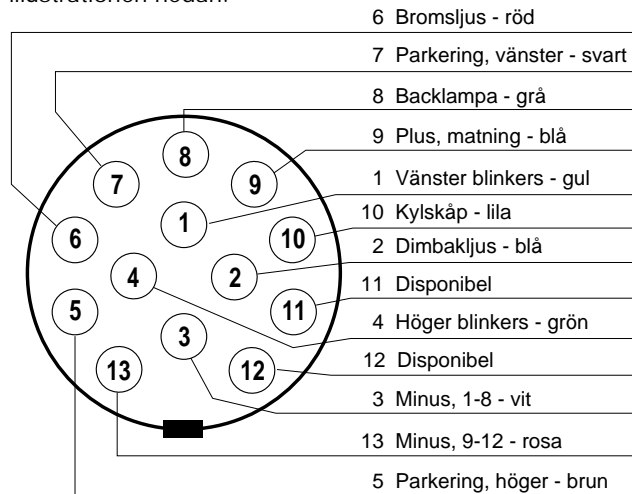 illustrationen nedan.
6 Bromsljus - röd
7 Parkering, vänster - svart
8 Backlampa - grå
9 Plus, matning - blå
1 Vänster blinkers - gul
10 Kylskåp - lila
2 Dimbakljus - blå
11 Disponibel
4 Höger blinkers - grön
12 Disponibel
3 Minus, 1-8 - vit
13 Minus, 9-12 - rosa
5 Parkering, höger - brun
8
7
9
1
6
10
4
2
5
11
3
13
12